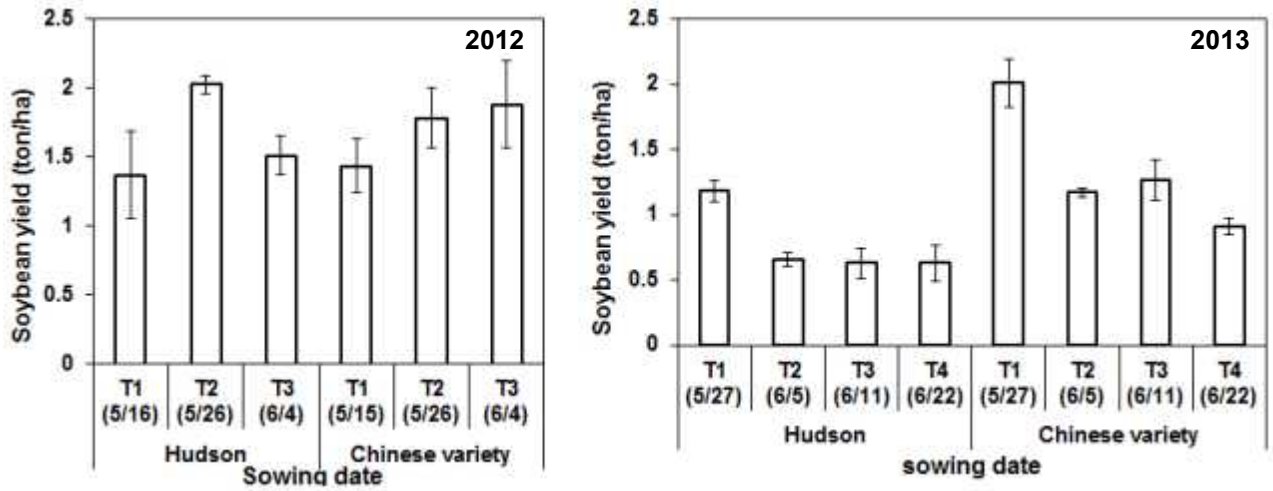 2012
2.5
2
1.5
1
0.5
0
Soybean yield (ton/ha)
T1 T2 T3 T1 T2 T3
(5/16) (5/26) (6/4) (5/15) (5/26) (6/4)
Hudson Chinese variety
Sowing date
2013
2.5
2
1.5
1
0.5
0
Soybean yield (ton/ha)
T1 T2 T3 T4 T1 T2 T3 T4
(5/27) (6/5) (6/11) (6/22) (5/27) (6/5) (6/11) (6/22)
Hudson Chinese variety
sowing date